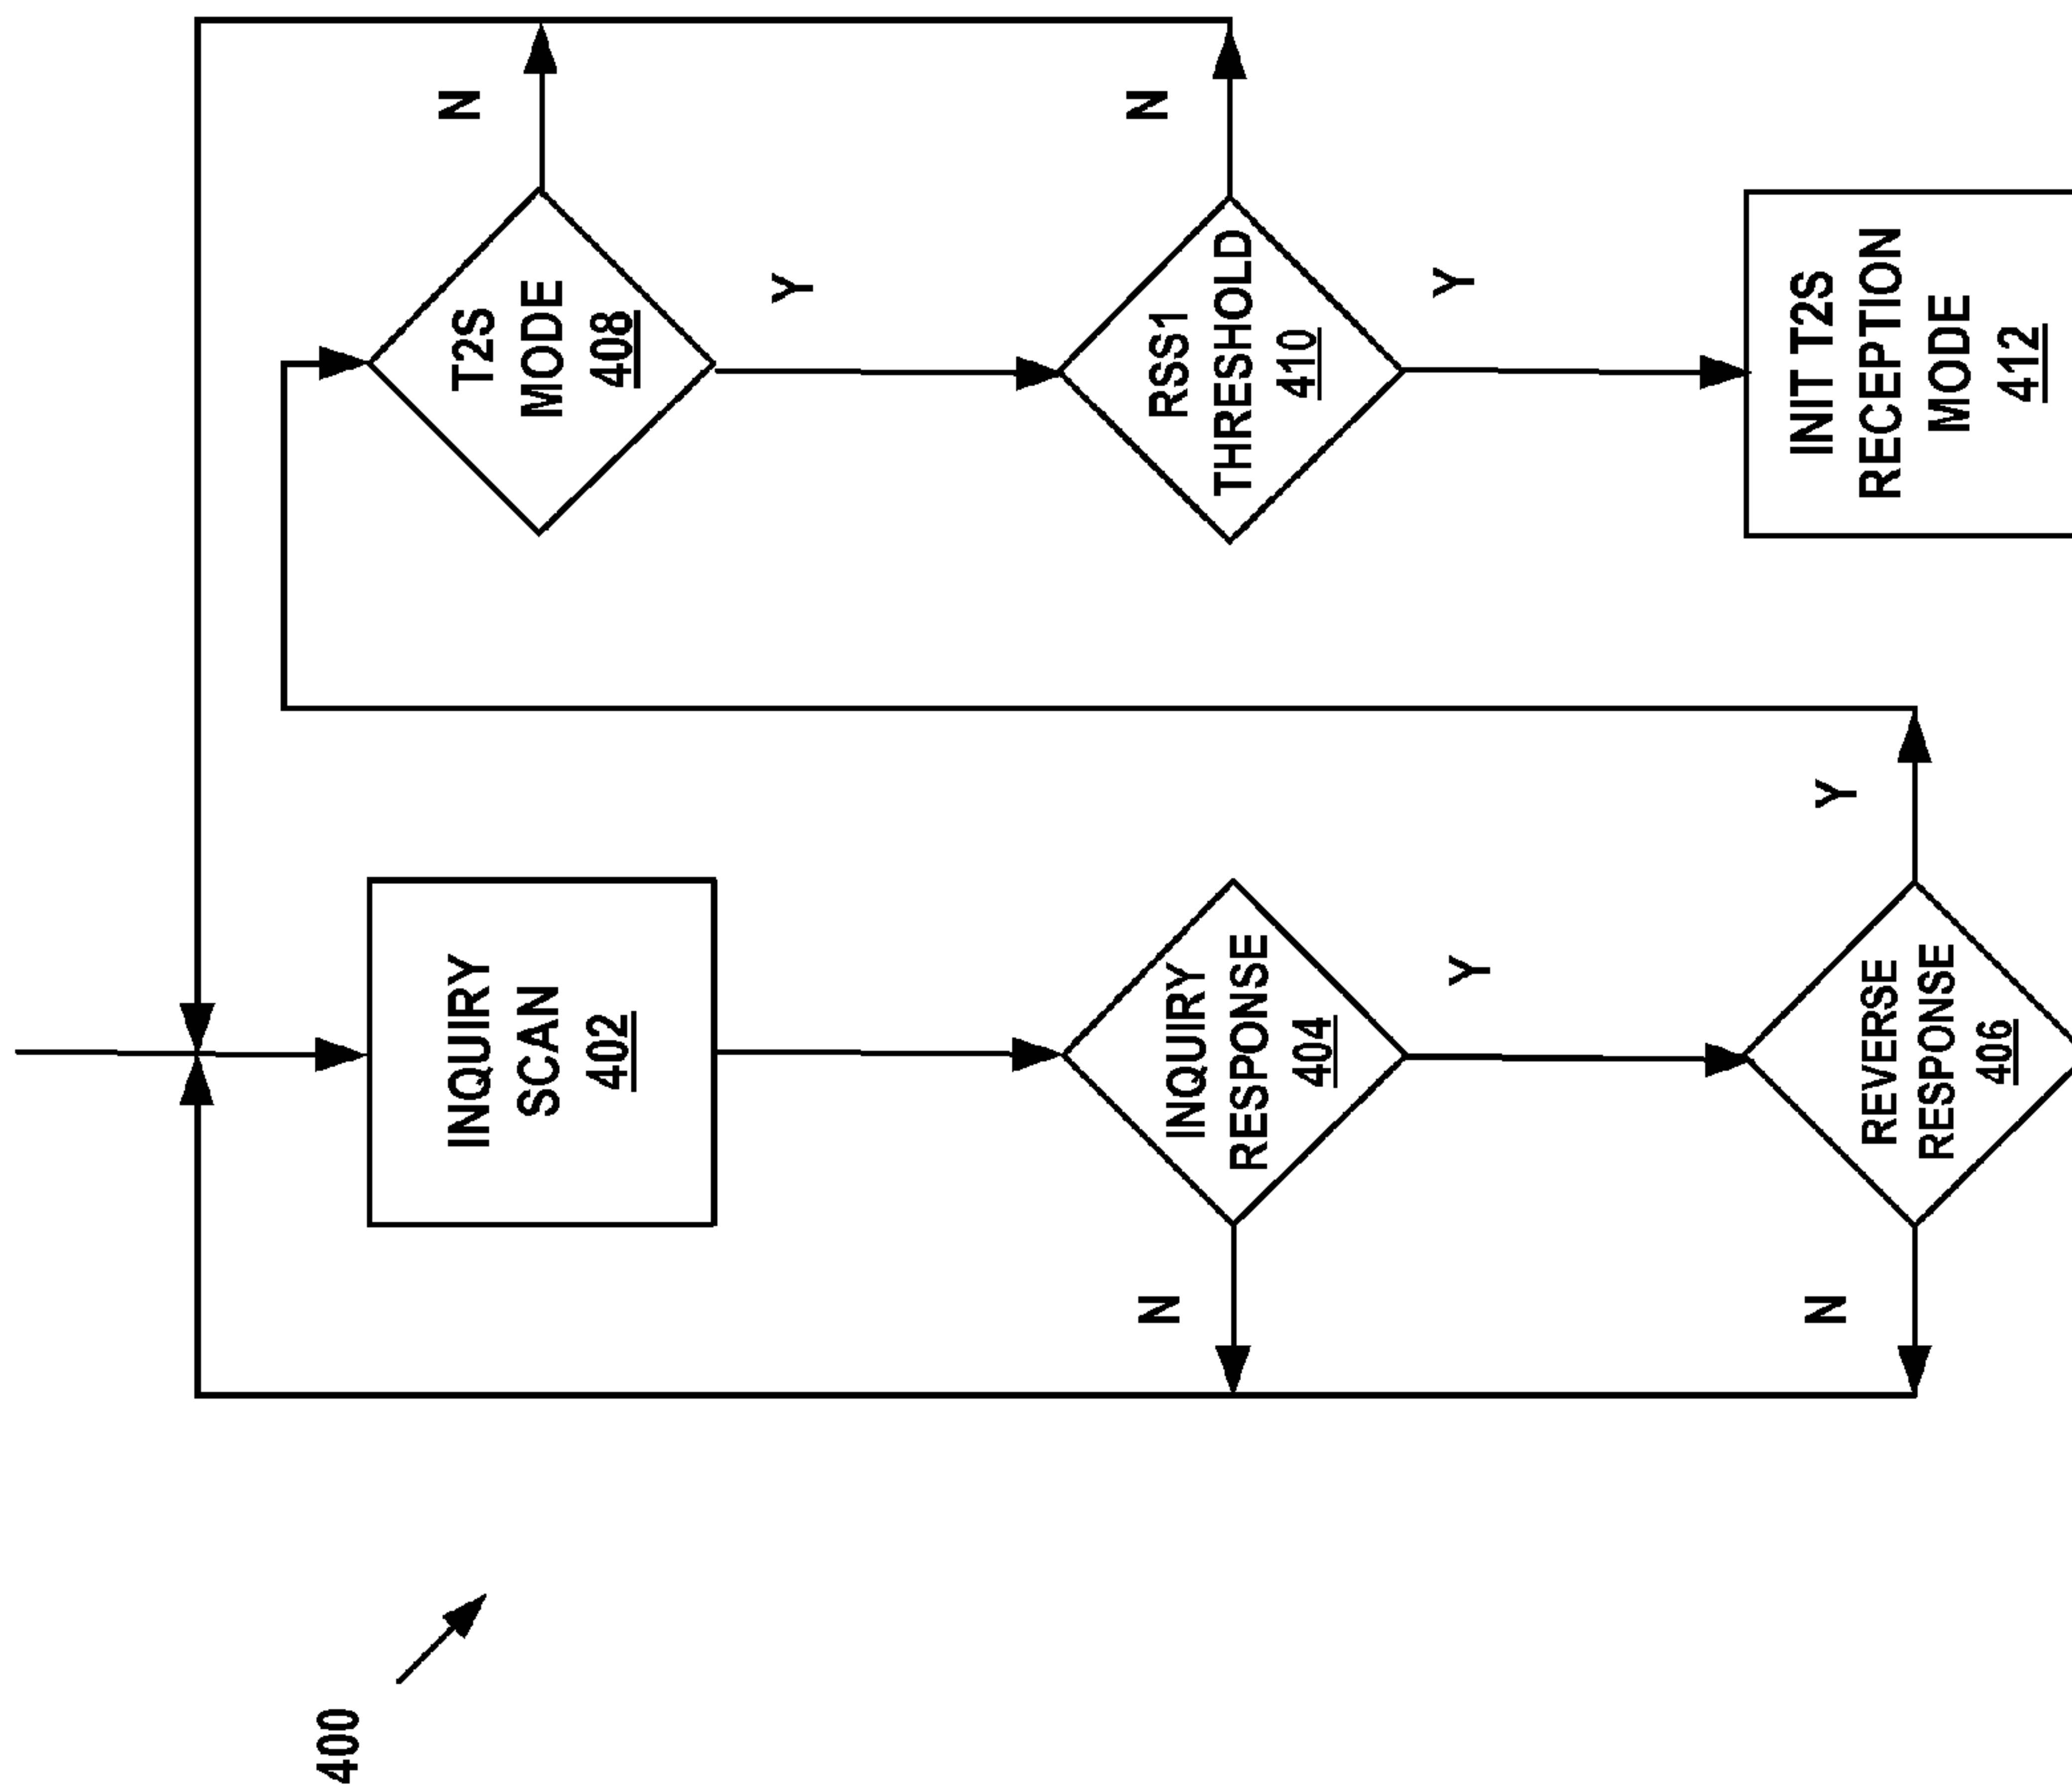 400
INQUIRY
SCAN
402
INQUIRY
RESPONSE
404
N
Y
REVERSE
RESPONSE
406
N
Y
T2S
MODE
408
N
Y
RSS1
THRESHOLD
410
N
Y
INIT T2S
RECEPTION
MODE
412